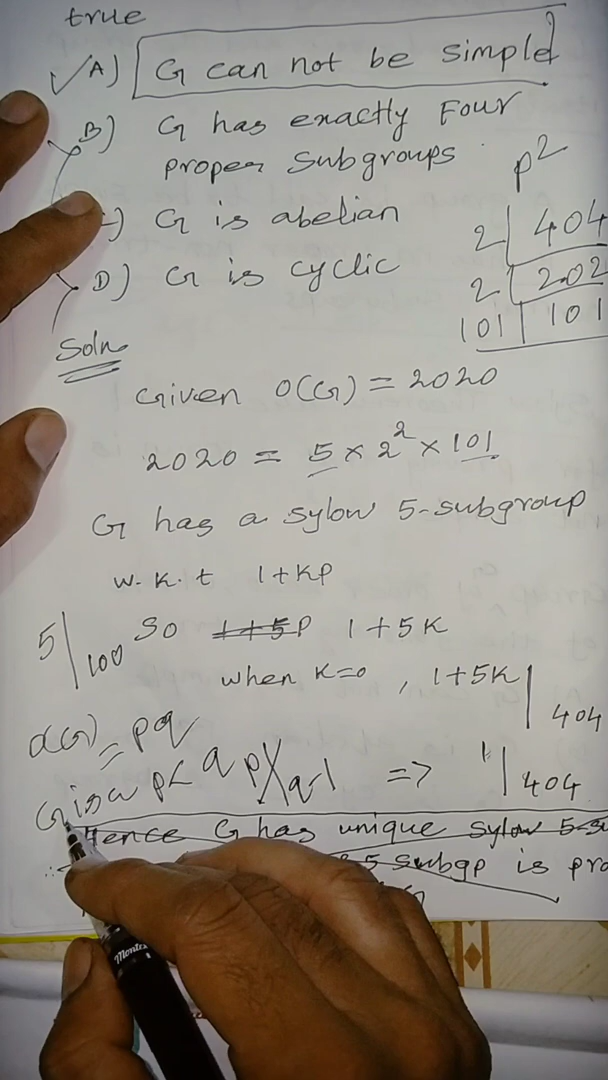 true
A) G can not be simple
B) G has exactly Four
proper subgroups.
p²
G is abelian
D) G is cyclic
2 | 404
2 | 202
101 | 101
Soln
Given O(G) = 2020
2020 = 5 × 2² × 101
G has a sylow 5-subgroup
w.k.t 1+kp
5 | 100
So 1+5P 1+5K
when K=0, 1+5K | 404
O(G) = pq
G is p < q p∤q-1 => 1 | 404
Hence G has unique sylow 5-su
5 subgp is pro
Montex